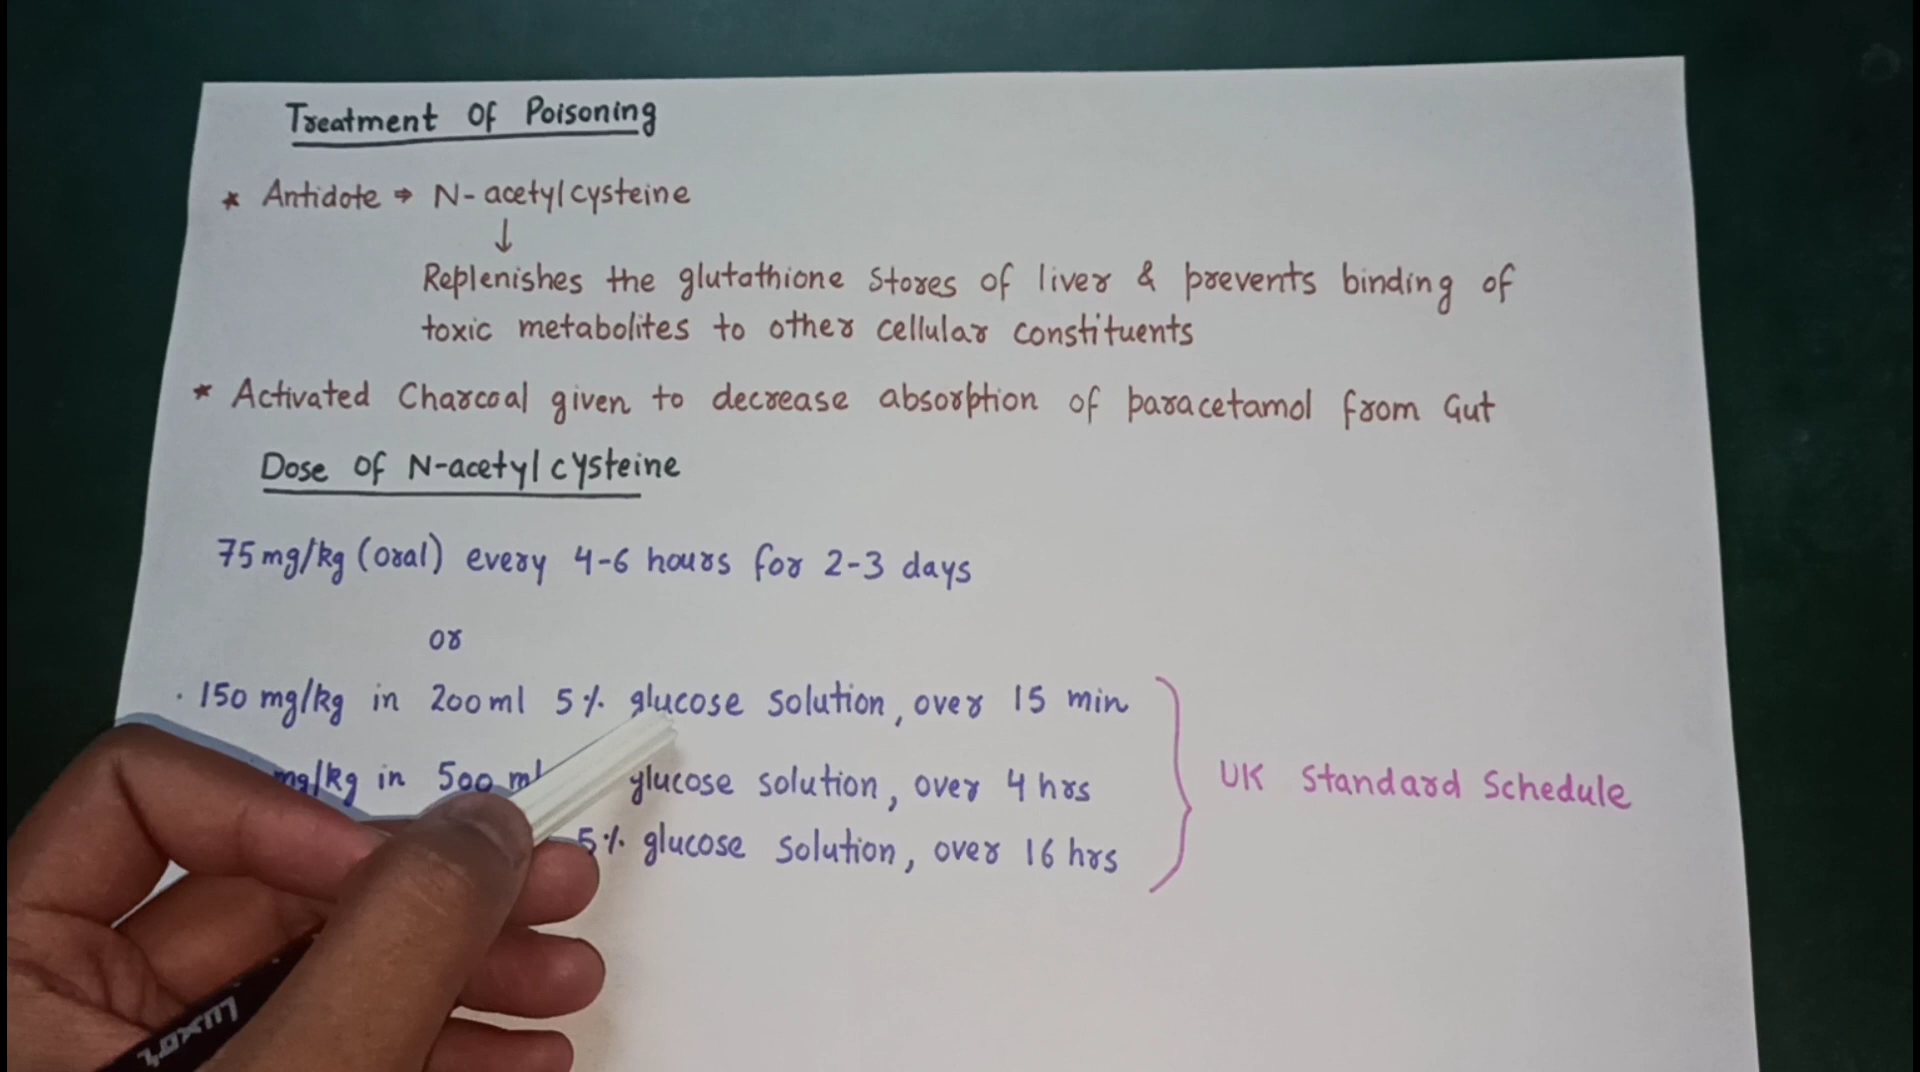 Treatment Of Poisoning
* Antidote ⇒ N-acetylcysteine
↓
Replenishes the glutathione stores of liver & prevents binding of
toxic metabolites to other cellular constituents
* Activated Charcoal given to decrease absorption of paracetamol from Gut
Dose Of N-acetylcysteine
75 mg/kg (oral) every 4-6 hours for 2-3 days
or
· 150 mg/kg in 200 ml 5% glucose solution, over 15 min
mg/kg in 500 ml glucose solution, over 4 hrs
5% glucose solution, over 16 hrs
UK Standard Schedule
Luxor